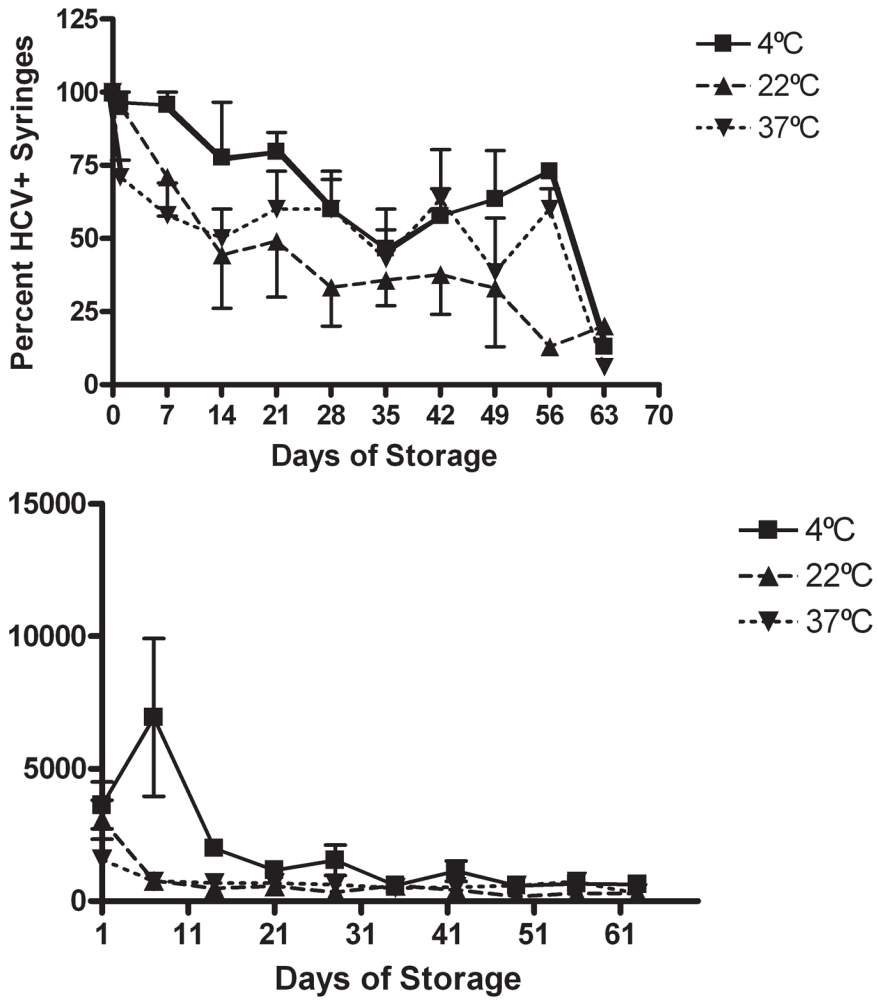 Percent HCV+ Syringes
125
100
75
50
25
0
0 7 14 21 28 35 42 49 56 63 70
Days of Storage
4ºC
22ºC
37ºC
15000
10000
5000
0
1 11 21 31 41 51 61
Days of Storage
4ºC
22ºC
37ºC